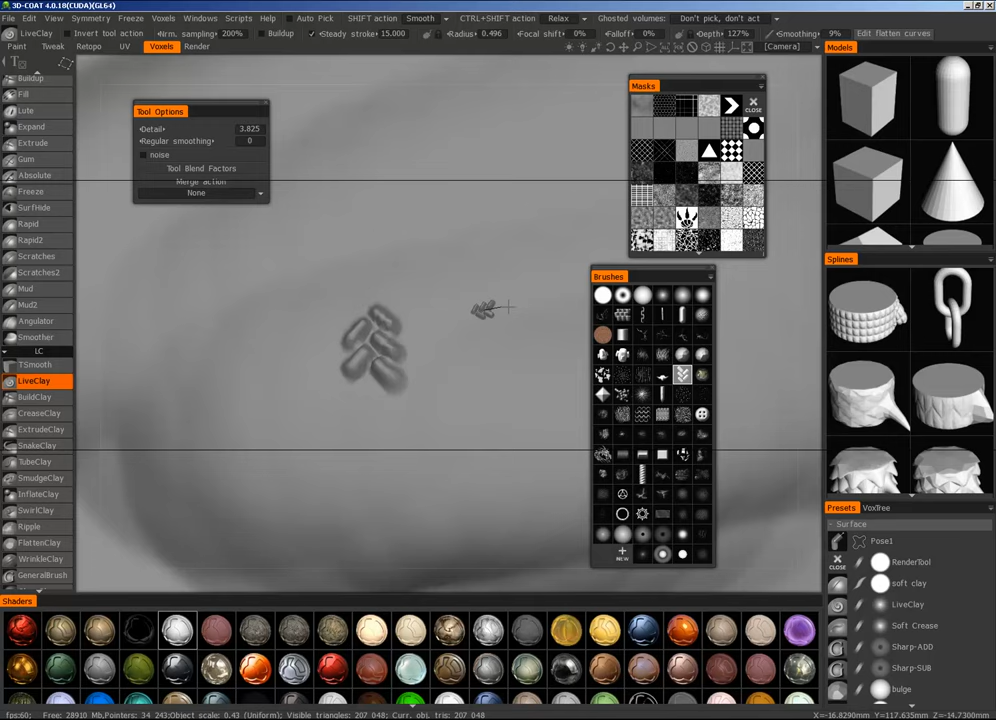 3D-COAT 4.0.18(CUDA)(GL64)
File Edit View Symmetry Freeze Voxels Windows Scripts Help Auto Pick SHIFT action Smooth CTRL+SHIFT action Relax Ghosted volumes: Don't pick, don't act
LiveClay Invert tool action Nrm. sampling 200% Buildup Steady stroke 15.000 Radius 0.496 Focal shift 0% Falloff 0% Depth 127% Smoothing 9% Edit flatten curves
Paint Tweak Retopo UV Voxels Render
[Camera]
Buildup
Fill
Lute
Expand
Extrude
Gum
Absolute
Freeze
SurfHide
Rapid
Rapid2
Scratches
Scratches2
Mud
Mud2
Angulator
Smoother
LC
TSmooth
LiveClay
BuildClay
CreaseClay
ExtrudeClay
SnakeClay
TubeClay
SmudgeClay
InflateClay
SwirlClay
Ripple
FlattenClay
WrinkleClay
GeneralBrush
Tool Options
Detail 3.825
Regular smoothing 0
noise
Tool Blend Factors
Merge action
None
Masks
CLOSE
Brushes
NEW
Models
Splines
Presets VoxTree
Surface
Pose1
CLOSE RenderTool
soft clay
LiveClay
Soft Crease
Sharp-ADD
Sharp-SUB
bulge
Shaders
fps:60; Free: 28910 Mb,Pointers: 34 243;Object scale: 0.43 (Uniform); Visible triangles: 207 048; Curr. obj. tris: 207 048 X=-16.8290mm Y=117.635mm Z=-14.7300mm